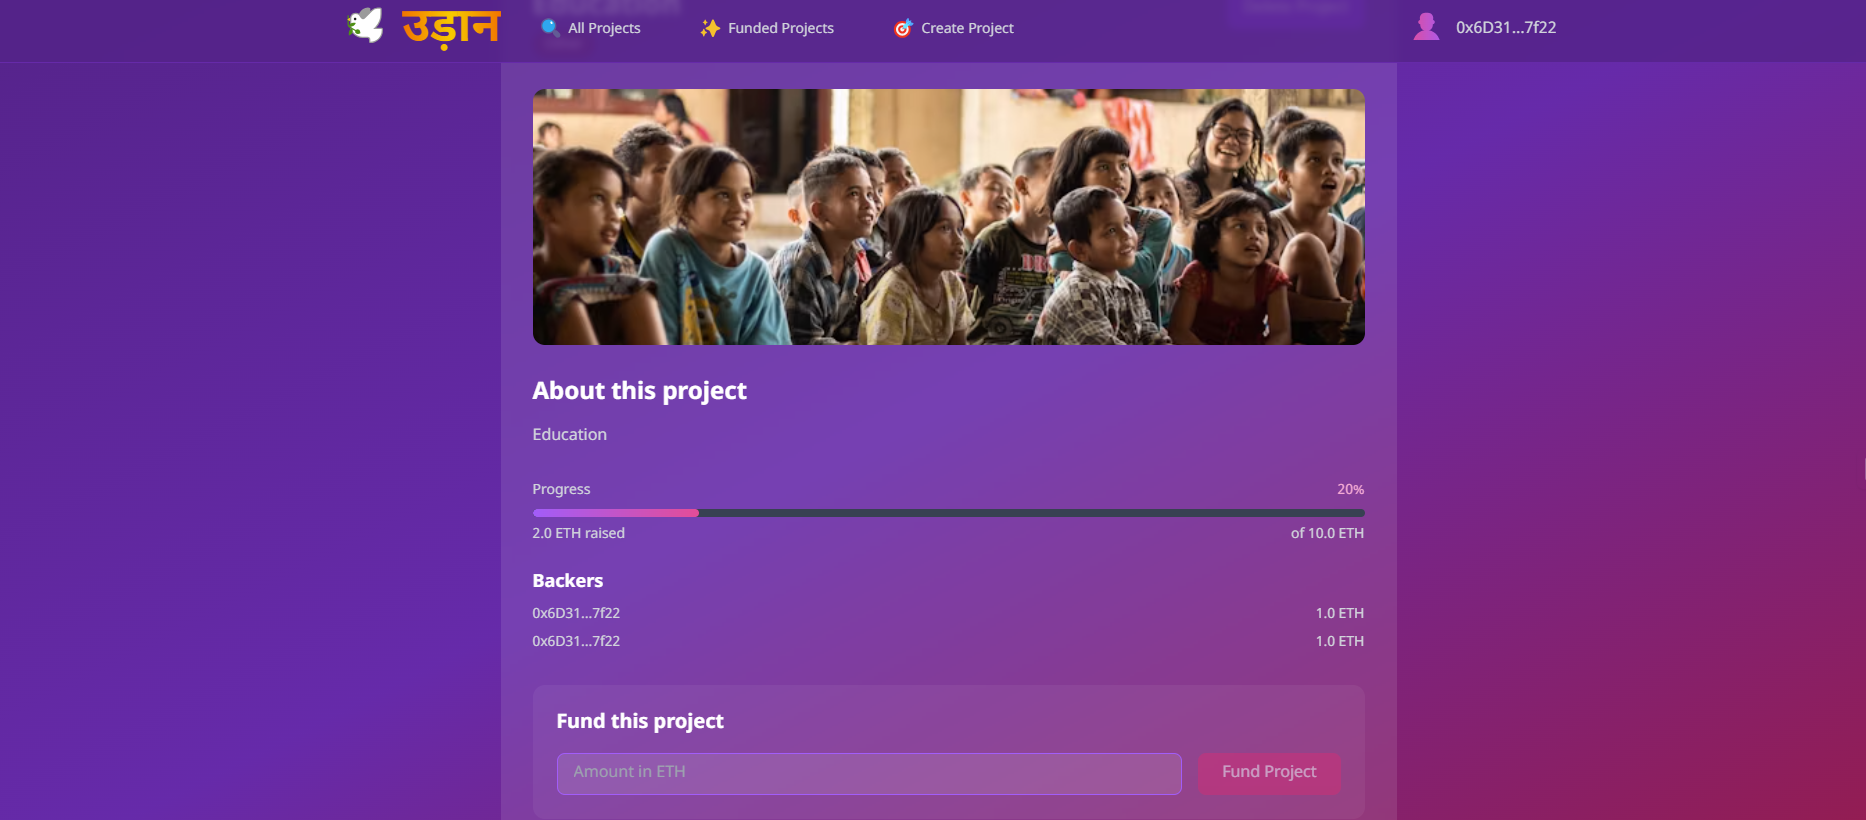 उड़ान
All Projects
Funded Projects
Create Project
0x6D31...7f22
Education
About this project
Education
Progress
20%
2.0 ETH raised
of 10.0 ETH
Backers
0x6D31...7f22
1.0 ETH
0x6D31...7f22
1.0 ETH
Fund this project
Amount in ETH
Fund Project